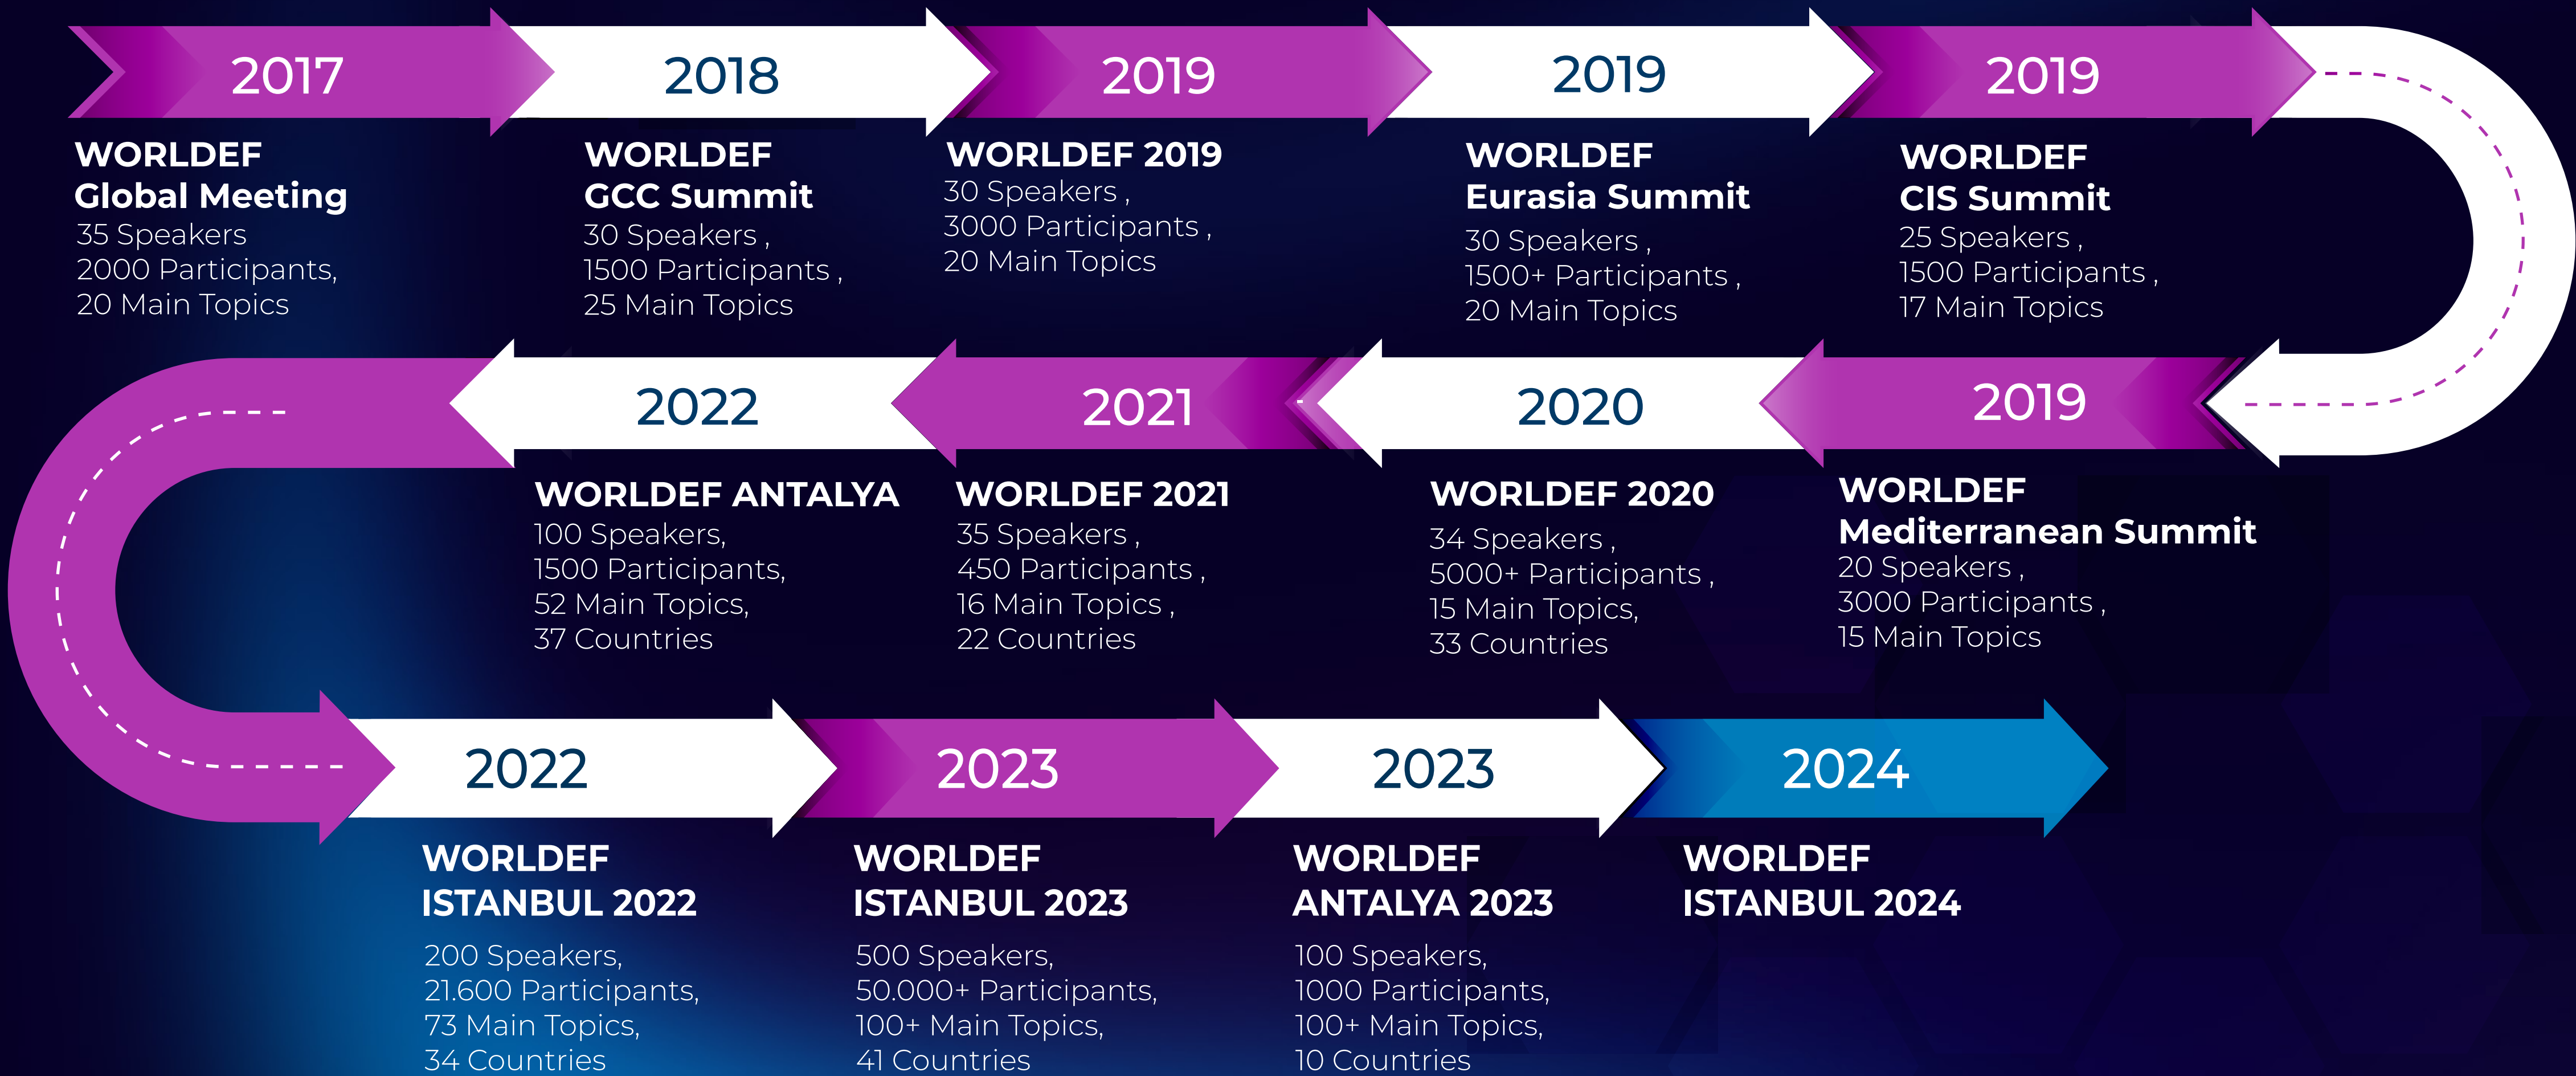 2017
WORLDEF
Global Meeting
35 Speakers
2000 Participants,
20 Main Topics
2018
WORLDEF
GCC Summit
30 Speakers ,
1500 Participants ,
25 Main Topics
2019
WORLDEF 2019
30 Speakers ,
3000 Participants ,
20 Main Topics
2019
WORLDEF
Eurasia Summit
30 Speakers ,
1500+ Participants ,
20 Main Topics
2019
WORLDEF
CIS Summit
25 Speakers ,
1500 Participants ,
17 Main Topics
2019
WORLDEF
Mediterranean Summit
20 Speakers ,
3000 Participants ,
15 Main Topics
2020
WORLDEF 2020
34 Speakers ,
5000+ Participants ,
15 Main Topics,
33 Countries
2021
WORLDEF 2021
35 Speakers ,
450 Participants ,
16 Main Topics ,
22 Countries
2022
WORLDEF ANTALYA
100 Speakers,
1500 Participants,
52 Main Topics,
37 Countries
2022
WORLDEF
ISTANBUL 2022
200 Speakers,
21.600 Participants,
73 Main Topics,
34 Countries
2023
WORLDEF
ISTANBUL 2023
500 Speakers,
50.000+ Participants,
100+ Main Topics,
41 Countries
2023
WORLDEF
ANTALYA 2023
100 Speakers,
1000 Participants,
100+ Main Topics,
10 Countries
2024
WORLDEF
ISTANBUL 2024